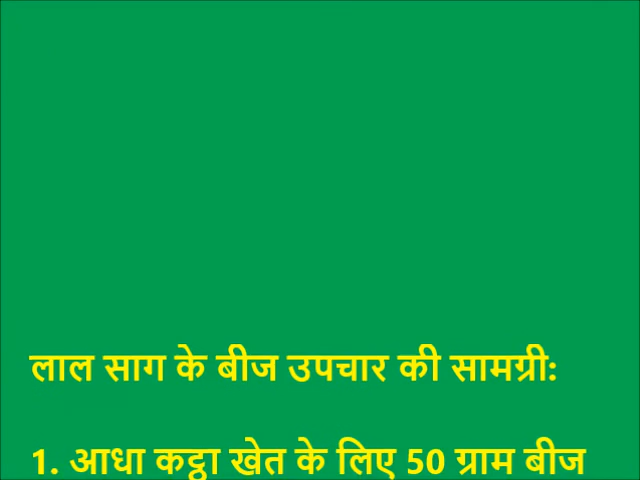 लाल साग के बीज उपचार की सामग्री:
1. आधा कट्ठा खेत के लिए 50 ग्राम बीज